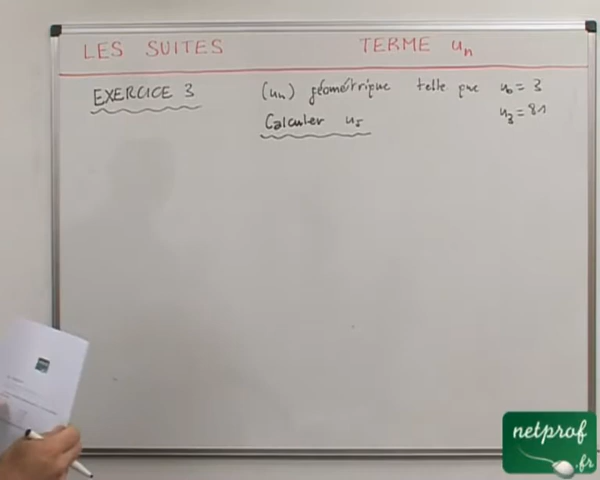 LES SUITES TERME un
EXERCICE 3 (un) géométrique telle que u0 = 3
u3 = 81
Calculer u5
netprof
.fr